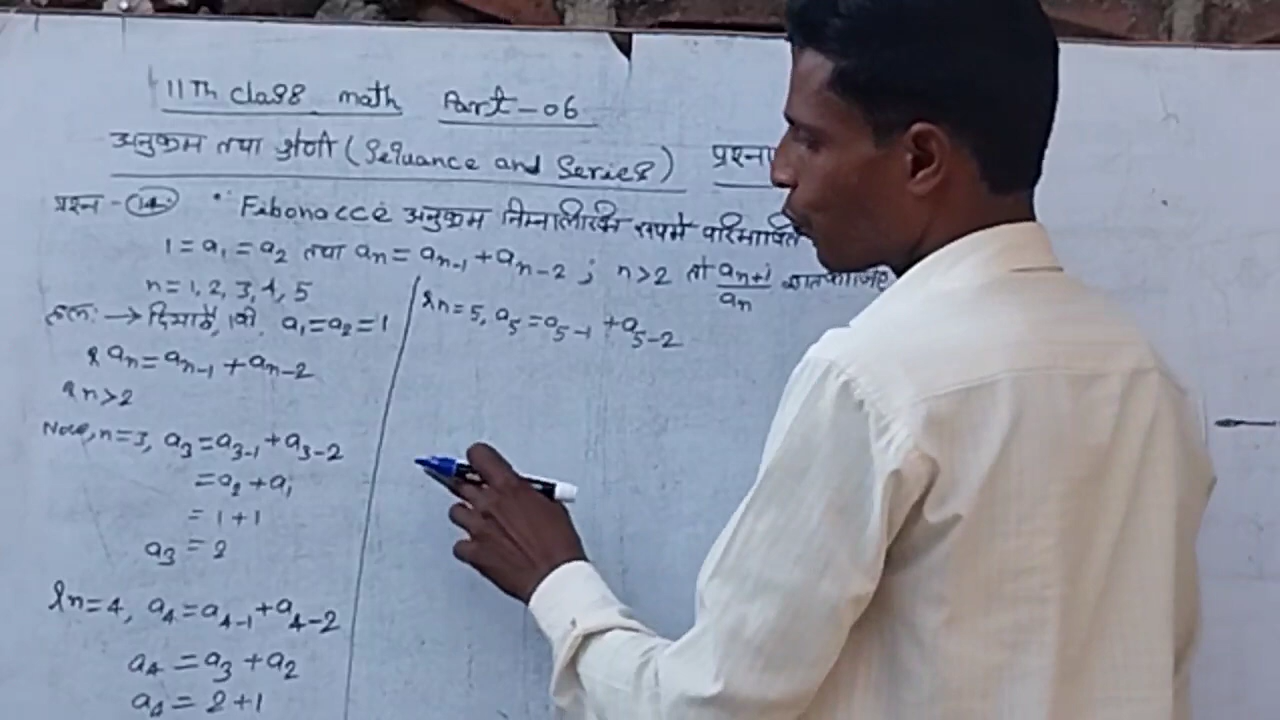 11Th class math Part-06
अनुक्रम तथा श्रेणी (Sequance and Series)
प्रश्न - 14. Fibonacce अनुक्रम निम्नलिखित रूपमे परिभाषित
1 = a₁ = a₂ तथा aₙ = aₙ₋₁ + aₙ₋₂ ; n>2 तो aₙ₊₁/aₙ ज्ञात कीजिए
n = 1, 2, 3, 4, 5
हलः → दिया है, कि, a₁ = a₂ = 1
& aₙ = aₙ₋₁ + aₙ₋₂
& n>2
Now, n=3, a₃ = a₃₋₁ + a₃₋₂
= a₂ + a₁
= 1+1
a₃ = 2
& n=4, a₄ = a₄₋₁ + a₄₋₂
a₄ = a₃ + a₂
a₄ = 2+1
& n=5, a₅ = a₅₋₁ + a₅₋₂